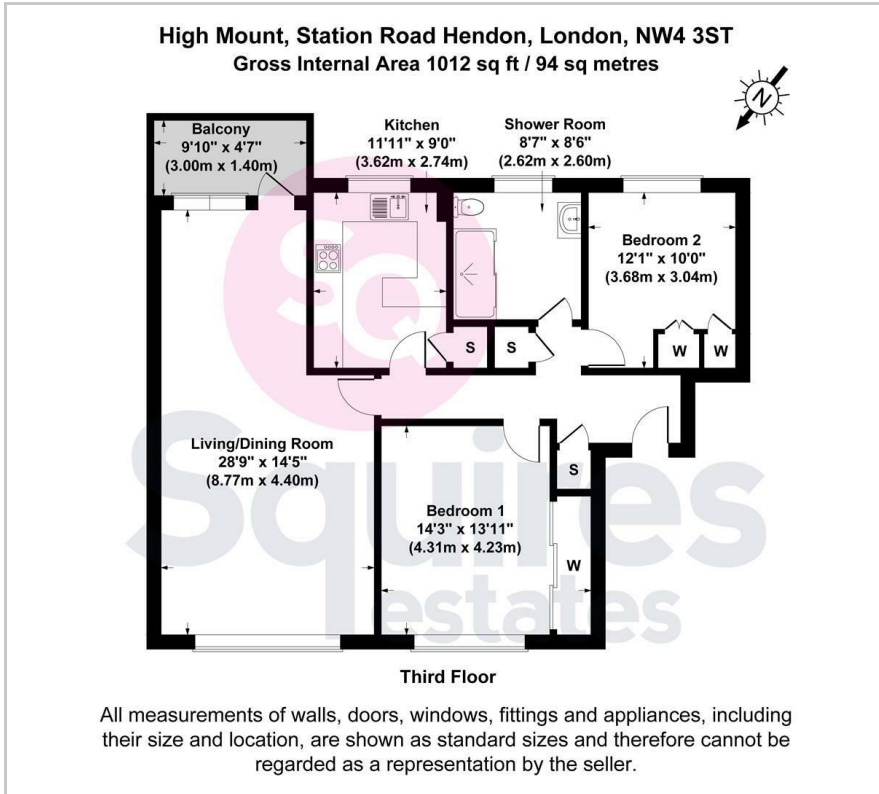 High Mount, Station Road Hendon, London, NW4 3ST
Gross Internal Area 1012 sq ft / 94 sq metres
N
Balcony
9'10" x 4'7"
(3.00m x 1.40m)
Kitchen
11'11" x 9'0"
(3.62m x 2.74m)
Shower Room
8'7" x 8'6"
(2.62m x 2.60m)
Bedroom 2
12'1" x 10'0"
(3.68m x 3.04m)
SQ
S
S
W
W
Living/Dining Room
28'9" x 14'5"
(8.77m x 4.40m)
S
Bedroom 1
14'3" x 13'11"
(4.31m x 4.23m)
W
Squires
estates
Third Floor
All measurements of walls, doors, windows, fittings and appliances, including
their size and location, are shown as standard sizes and therefore cannot be
regarded as a representation by the seller.